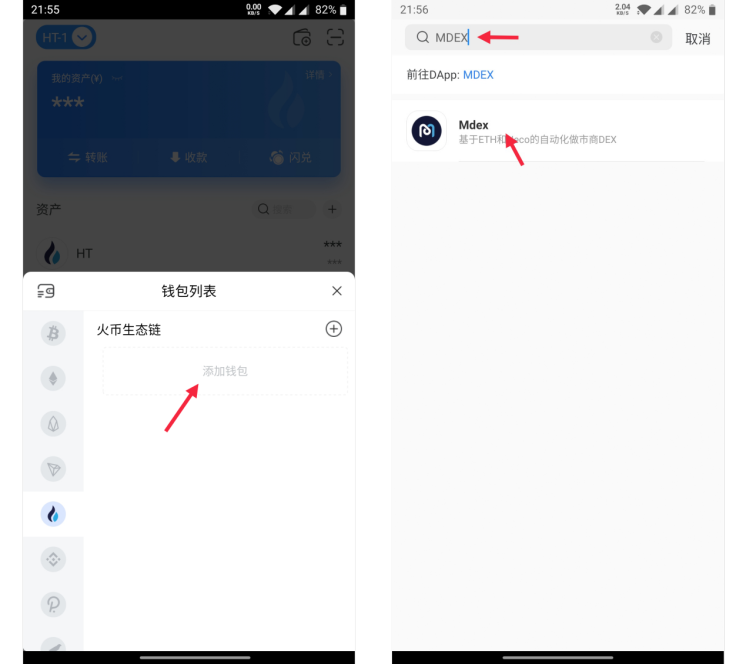 21:55
0.00
KB/S
82%
HT-1
我的资产(¥)
详情
***
转账
收款
闪兑
资产
搜索
HT
***
***
钱包列表
火币生态链
添加钱包
21:56
2.04
KB/S
82%
MDEX
取消
前往DApp: MDEX
Mdex
基于ETH和Heco的自动化做市商DEX